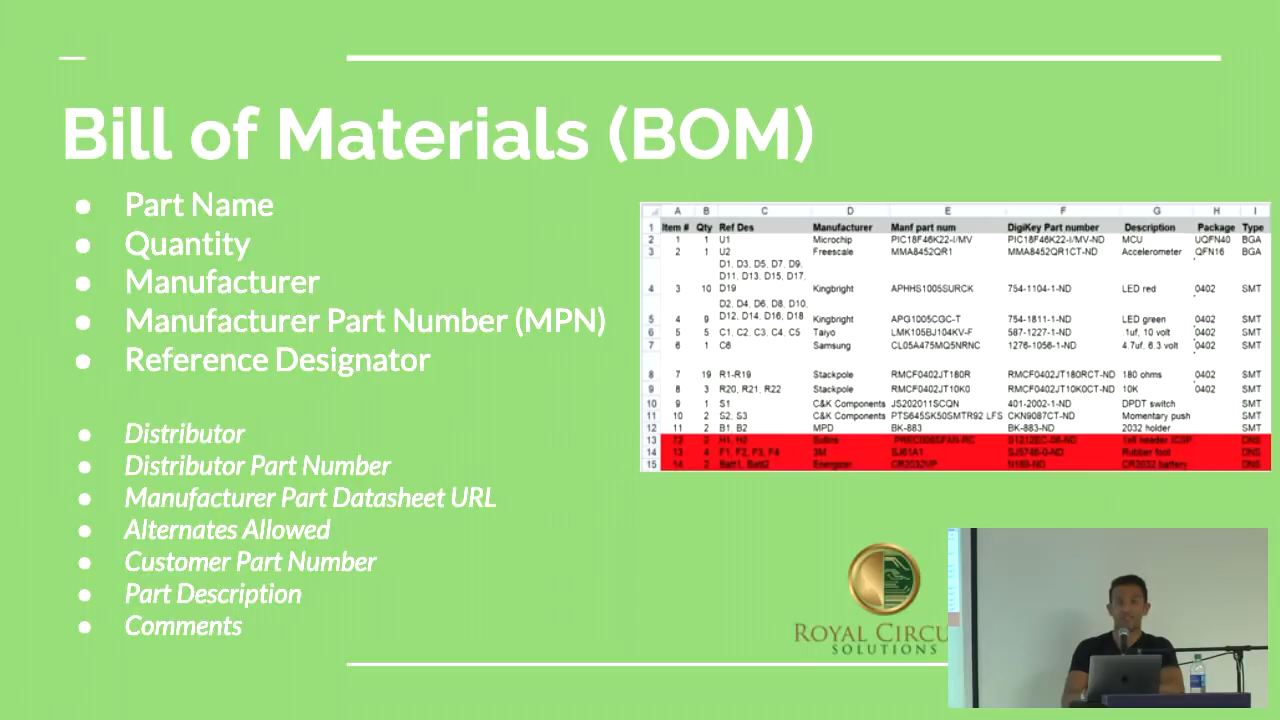 Bill of Materials (BOM)
● Part Name
● Quantity
● Manufacturer
● Manufacturer Part Number (MPN)
● Reference Designator
● Distributor
● Distributor Part Number
● Manufacturer Part Datasheet URL
● Alternates Allowed
● Customer Part Number
● Part Description
● Comments
A B C D E F G H I
1 Item # Qty Ref Des Manufacturer Manf part num DigiKey Part number Description Package Type
2 1 1 U1 Microchip PIC18F46K22-I/MV PIC18F46K22-I/MV-ND MCU UQFN40 BGA
3 2 1 U2 Freescale MMA8452QR1 MMA8452QR1CT-ND Accelerometer QFN16 BGA
D1, D3, D5, D7, D9,
D11, D13, D15, D17,
4 3 10 D19 Kingbright APHHS1005SURCK 754-1104-1-ND LED red 0402 SMT
D2, D4, D6, D8, D10,
5 4 9 D12, D14, D16, D18 Kingbright APG1005CGC-T 754-1811-1-ND LED green 0402 SMT
6 5 5 C1, C2, C3, C4, C5 Taiyo LMK105BJ104KV-F 587-1227-1-ND .1uf, 10 volt 0402 SMT
7 6 1 C6 Samsung CL05A475MQ5NRNC 1276-1056-1-ND 4.7uf, 6.3 volt 0402 SMT
8 7 19 R1-R19 Stackpole RMCF0402JT180R RMCF0402JT180RCT-ND 180 ohms 0402 SMT
9 8 3 R20, R21, R22 Stackpole RMCF0402JT10K0 RMCF0402JT10K0CT-ND 10K 0402 SMT
10 9 1 S1 C&K Components JS202011SCQN 401-2002-1-ND DPDT switch SMT
11 10 2 S2, S3 C&K Components PTS645SK50SMTR92 LFS CKN9087CT-ND Momentary push SMT
12 11 2 B1, B2 MPD BK-883 BK-883-ND 2032 holder SMT
13 12 2 H1, H2 Sullins 1x6 header ICSP DNS
14 13 4 F1, F2, F3, F4 3M SJ61A1 SJ5746-0-ND Rubber foot DNS
15 14 2 Batt1, Batt2 Energizer CR2032VP N189-ND CR2032 battery DNS
ROYAL CIRCU
SOLUTIONS